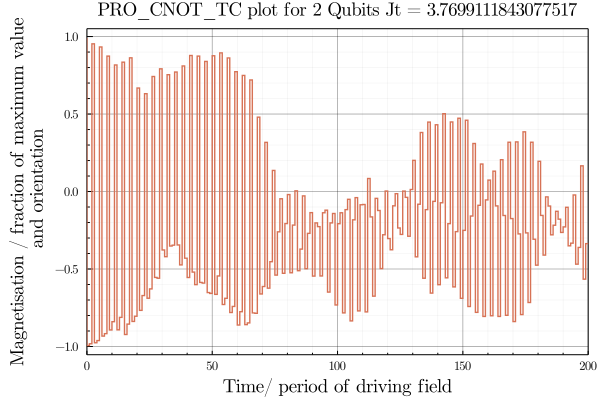 PRO_CNOT_TC plot for 2 Qubits Jt = 3.7699111843077517
Magnetisation / fraction of maximum value
and orientation
1.0
0.5
0.0
−0.5
−1.0
0 50 100 150 200
Time/ period of driving field